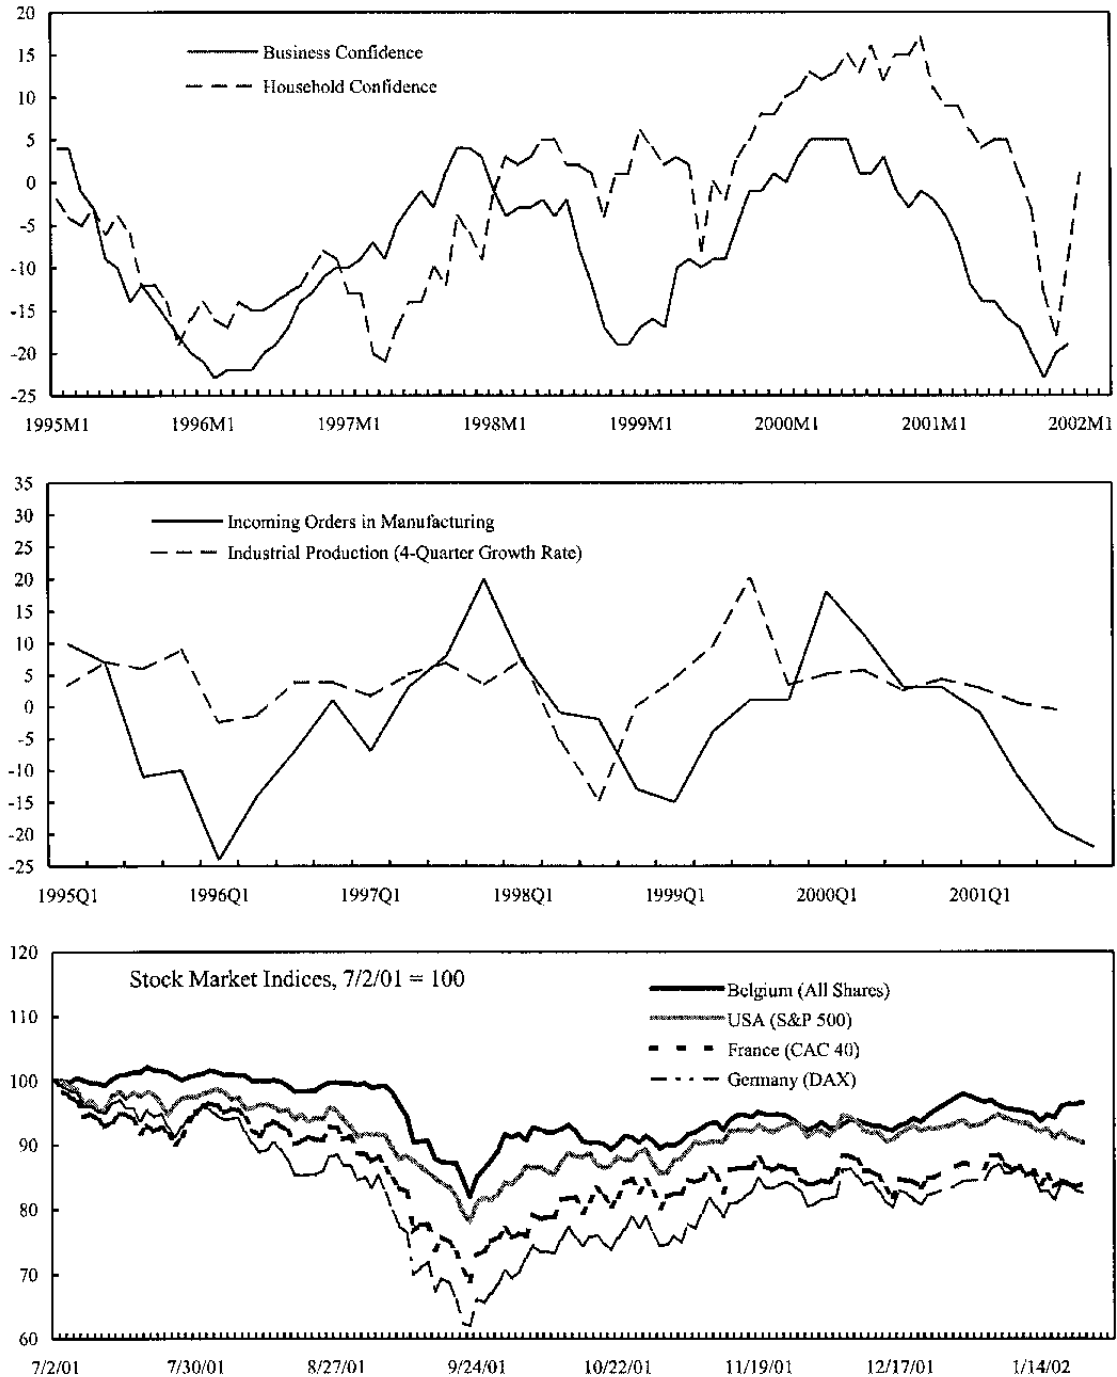 20
Business Confidence
15
Household Confidence
10
5
0
-5
-10
-15
-20
-25
1995M1 1996M1 1997M1 1998M1 1999M1 2000M1 2001M1 2002M1
35
30
Incoming Orders in Manufacturing
25
Industrial Production (4-Quarter Growth Rate)
20
15
10
5
0
-5
-10
-15
-20
-25
1995Q1 1996Q1 1997Q1 1998Q1 1999Q1 2000Q1 2001Q1
120
Stock Market Indices, 7/2/01 = 100
Belgium (All Shares)
110
USA (S&P 500)
France (CAC 40)
100
Germany (DAX)
90
80
70
60
7/2/01 7/30/01 8/27/01 9/24/01 10/22/01 11/19/01 12/17/01 1/14/02